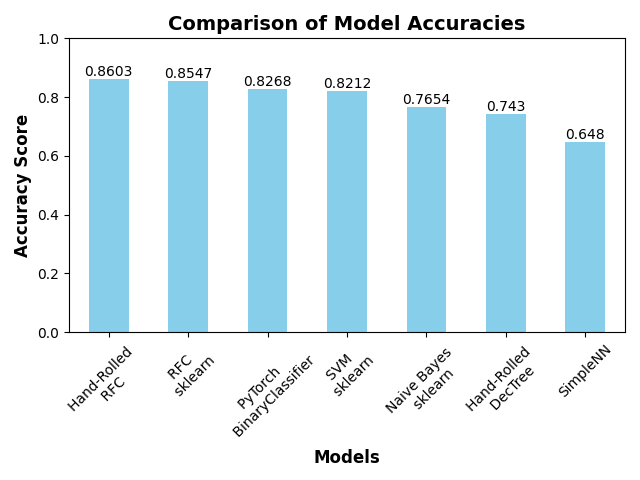 Comparison of Model Accuracies
Accuracy Score
1.0
0.8
0.6
0.4
0.2
0.0
0.8603
0.8547
0.8268
0.8212
0.7654
0.743
0.648
Hand-Rolled
RFC
RFC
sklearn
PyTorch
BinaryClassifier
SVM
sklearn
Naive Bayes
sklearn
Hand-Rolled
DecTree
SimpleNN
Models